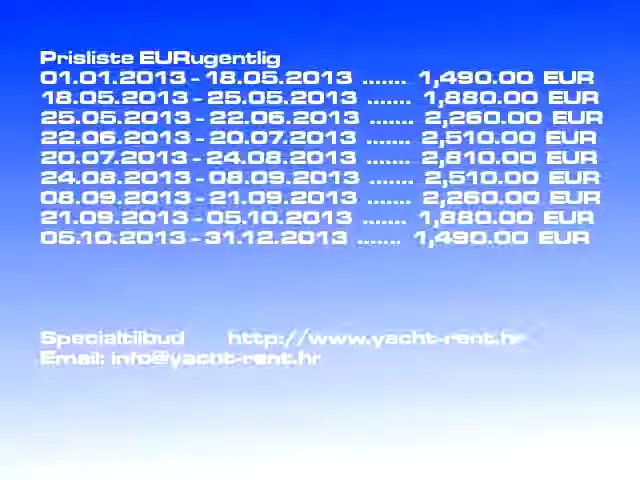 Prisliste EURugentlig
01.01.2013 - 18.05.2013 ....... 1,490.00 EUR
18.05.2013 - 25.05.2013 ....... 1,880.00 EUR
25.05.2013 - 22.06.2013 ....... 2,260.00 EUR
22.06.2013 - 20.07.2013 ....... 2,510.00 EUR
20.07.2013 - 24.08.2013 ....... 2,810.00 EUR
24.08.2013 - 08.09.2013 ....... 2,510.00 EUR
08.09.2013 - 21.09.2013 ....... 2,260.00 EUR
21.09.2013 - 05.10.2013 ....... 1,880.00 EUR
05.10.2013 - 31.12.2013 ....... 1,490.00 EUR
Specialtilbud http://www.yacht-rent.hr
Email: info@yacht-rent.hr